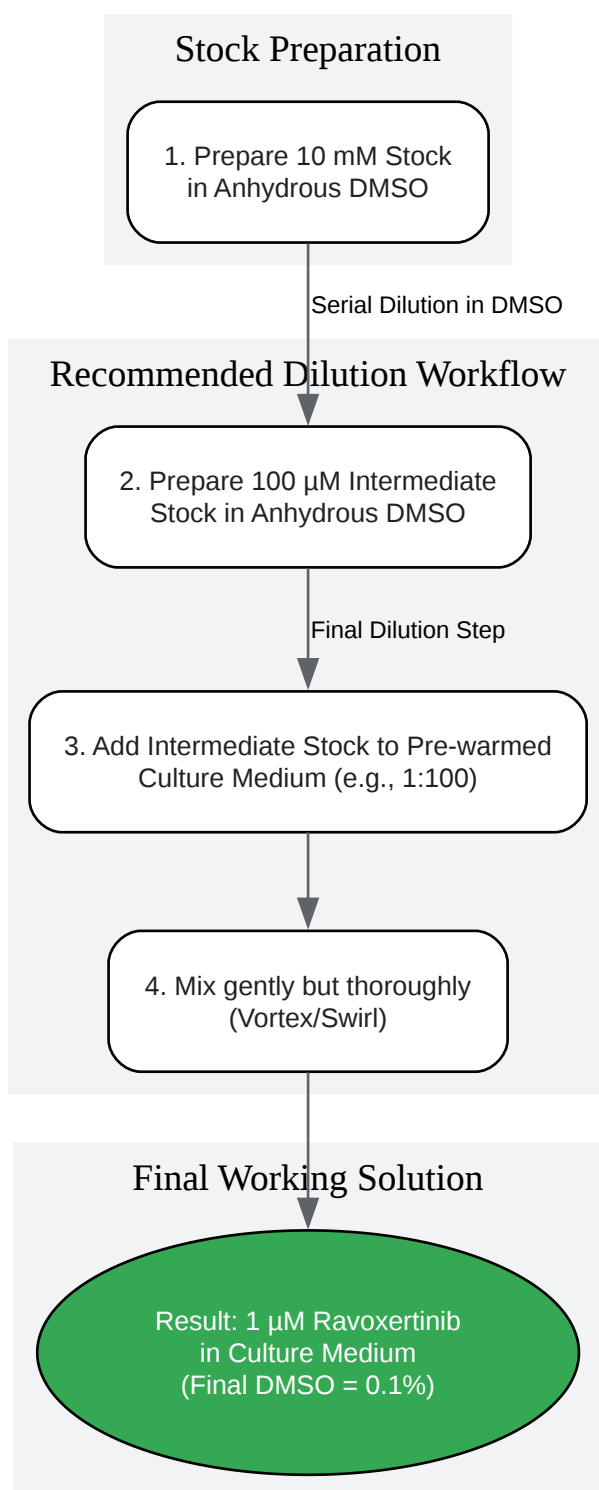 Stock Preparation
1. Prepare 10 mM Stock
in Anhydrous DMSO
Serial Dilution in DMSO
Recommended Dilution Workflow
2. Prepare 100 µM Intermediate
Stock in Anhydrous DMSO
Final Dilution Step
3. Add Intermediate Stock to Pre-warmed
Culture Medium (e.g., 1:100)
4. Mix gently but thoroughly
(Vortex/Swirl)
Final Working Solution
Result: 1 µM Ravoxertinib
in Culture Medium
(Final DMSO = 0.1%)